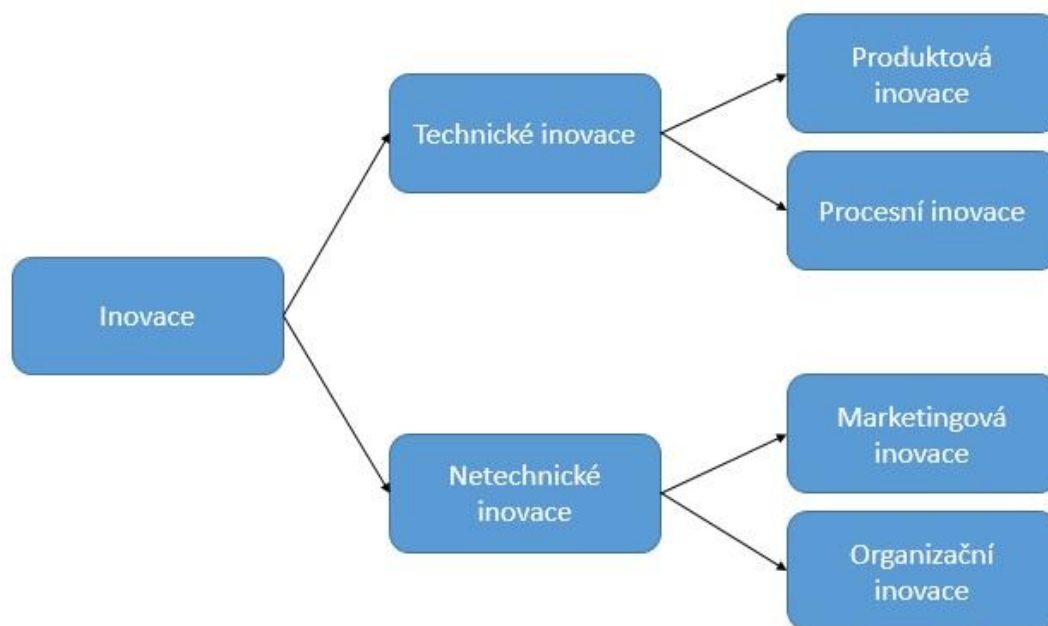 Inovace
Technické inovace
Produktová
inovace
Procesní inovace
Netechnické
inovace
Marketingová
inovace
Organizační
inovace